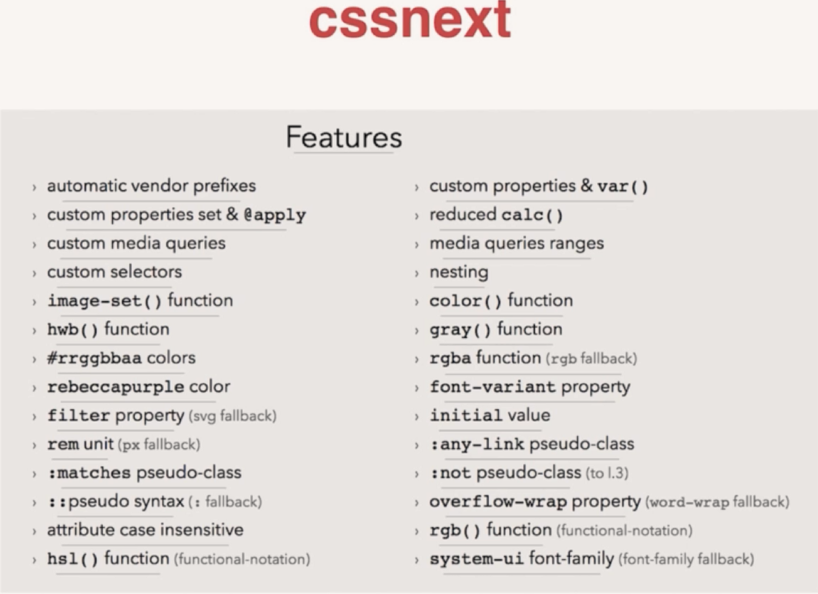 cssnext
Features
› automatic vendor prefixes
› custom properties & var()
› custom properties set & @apply
› reduced calc()
› custom media queries
› media queries ranges
› custom selectors
› nesting
› image-set() function
› color() function
› hwb() function
› gray() function
› #rrggbbaa colors
› rgba function (rgb fallback)
› rebeccapurple color
› font-variant property
› filter property (svg fallback)
› initial value
› rem unit (px fallback)
› :any-link pseudo-class
› :matches pseudo-class
› :not pseudo-class (to l.3)
› ::pseudo syntax (: fallback)
› overflow-wrap property (word-wrap fallback)
› attribute case insensitive
› rgb() function (functional-notation)
› hsl() function (functional-notation)
› system-ui font-family (font-family fallback)